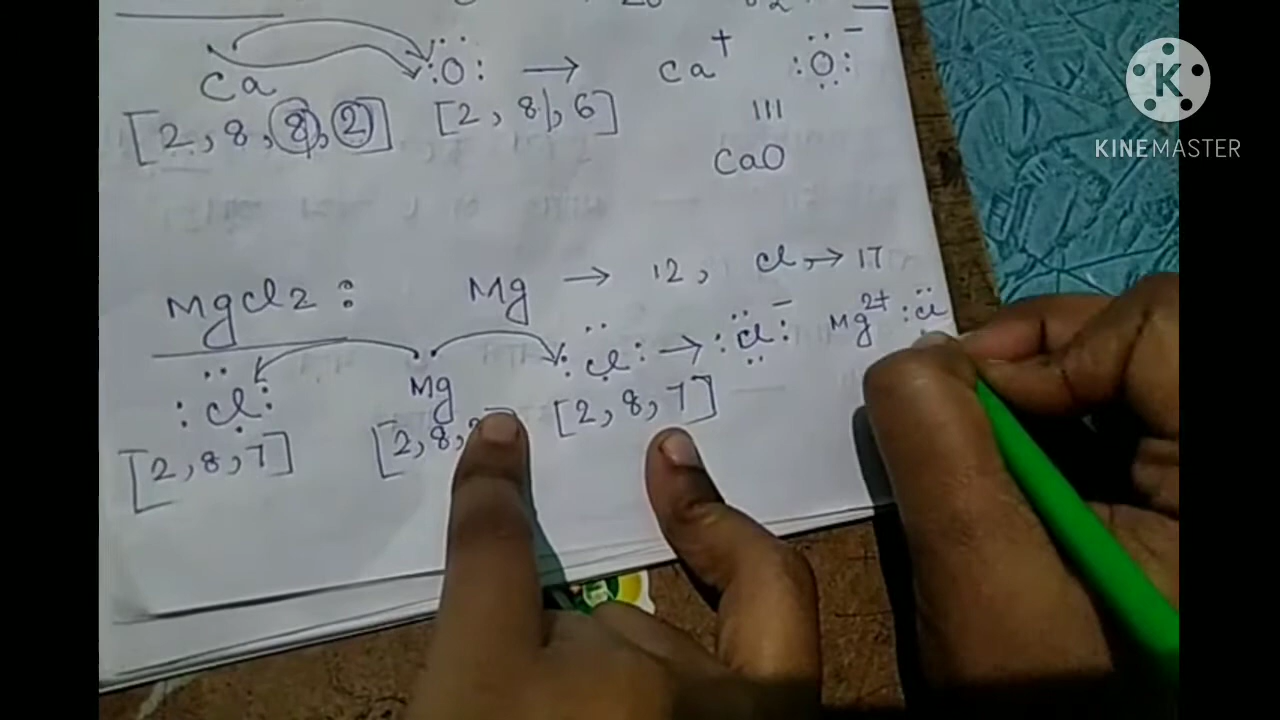 Ca :O: → Ca⁺ :O:⁻
[2, 8, 8, 2] [2, 8, 6] |||
CaO
MgCl2 : Mg → 12, Cl, → 17
:Cl: Mg :Cl: → :Cl:⁻ Mg²⁺ :Cl
[2, 8, 7] [2, 8, [2, 8, 7]
K
KINEMASTER